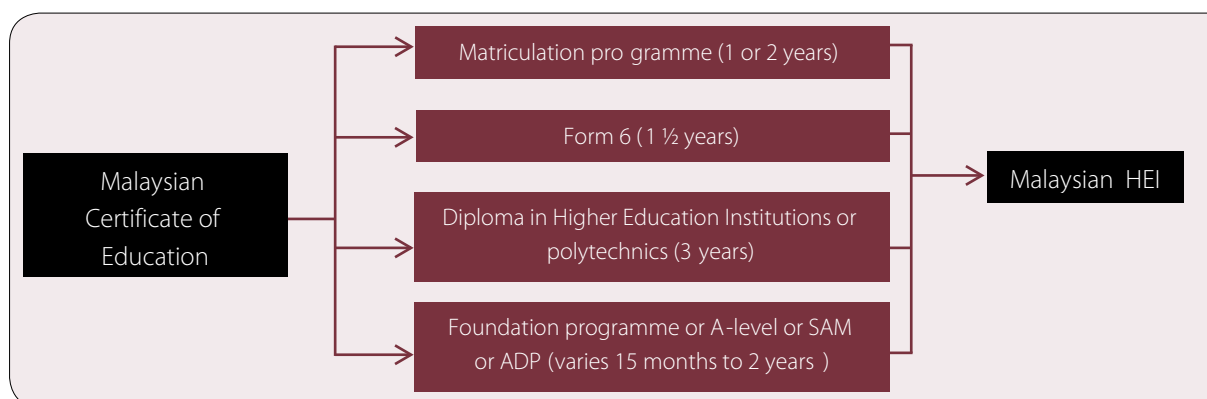 Matriculation pro gramme (1 or 2 years)
Form 6 (1 ½ years)
Malaysian
Certificate of
Education
Malaysian HEI
Diploma in Higher Education Institutions or
polytechnics (3 years)
Foundation programme or A-level or SAM
or ADP (varies 15 months to 2 years )